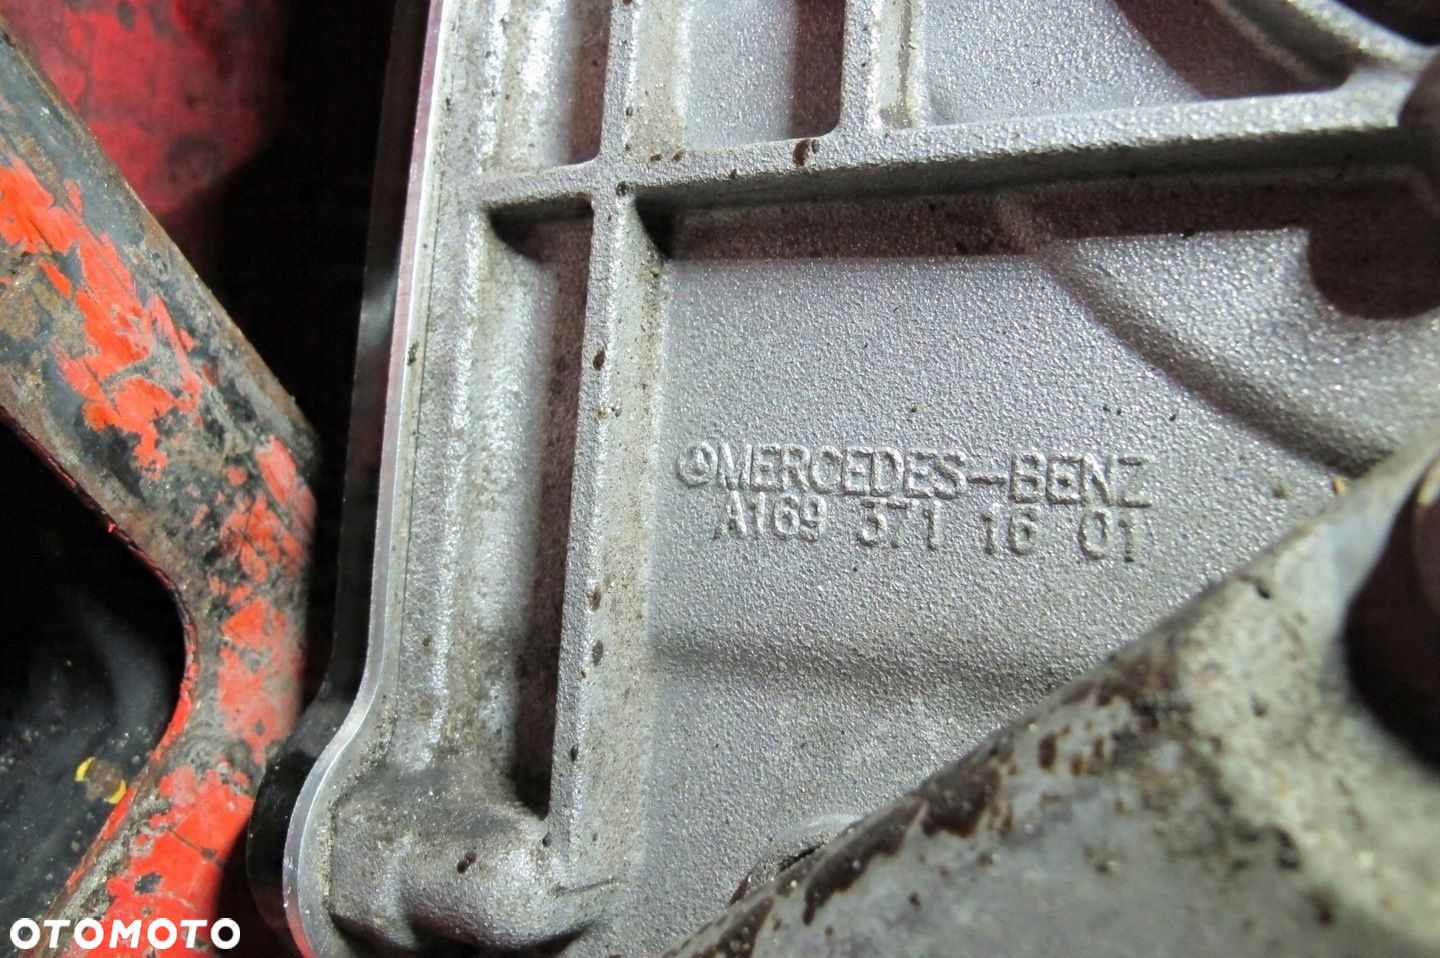 MERCEDES-BENZ
A169 371 16 01
OTOMOTO